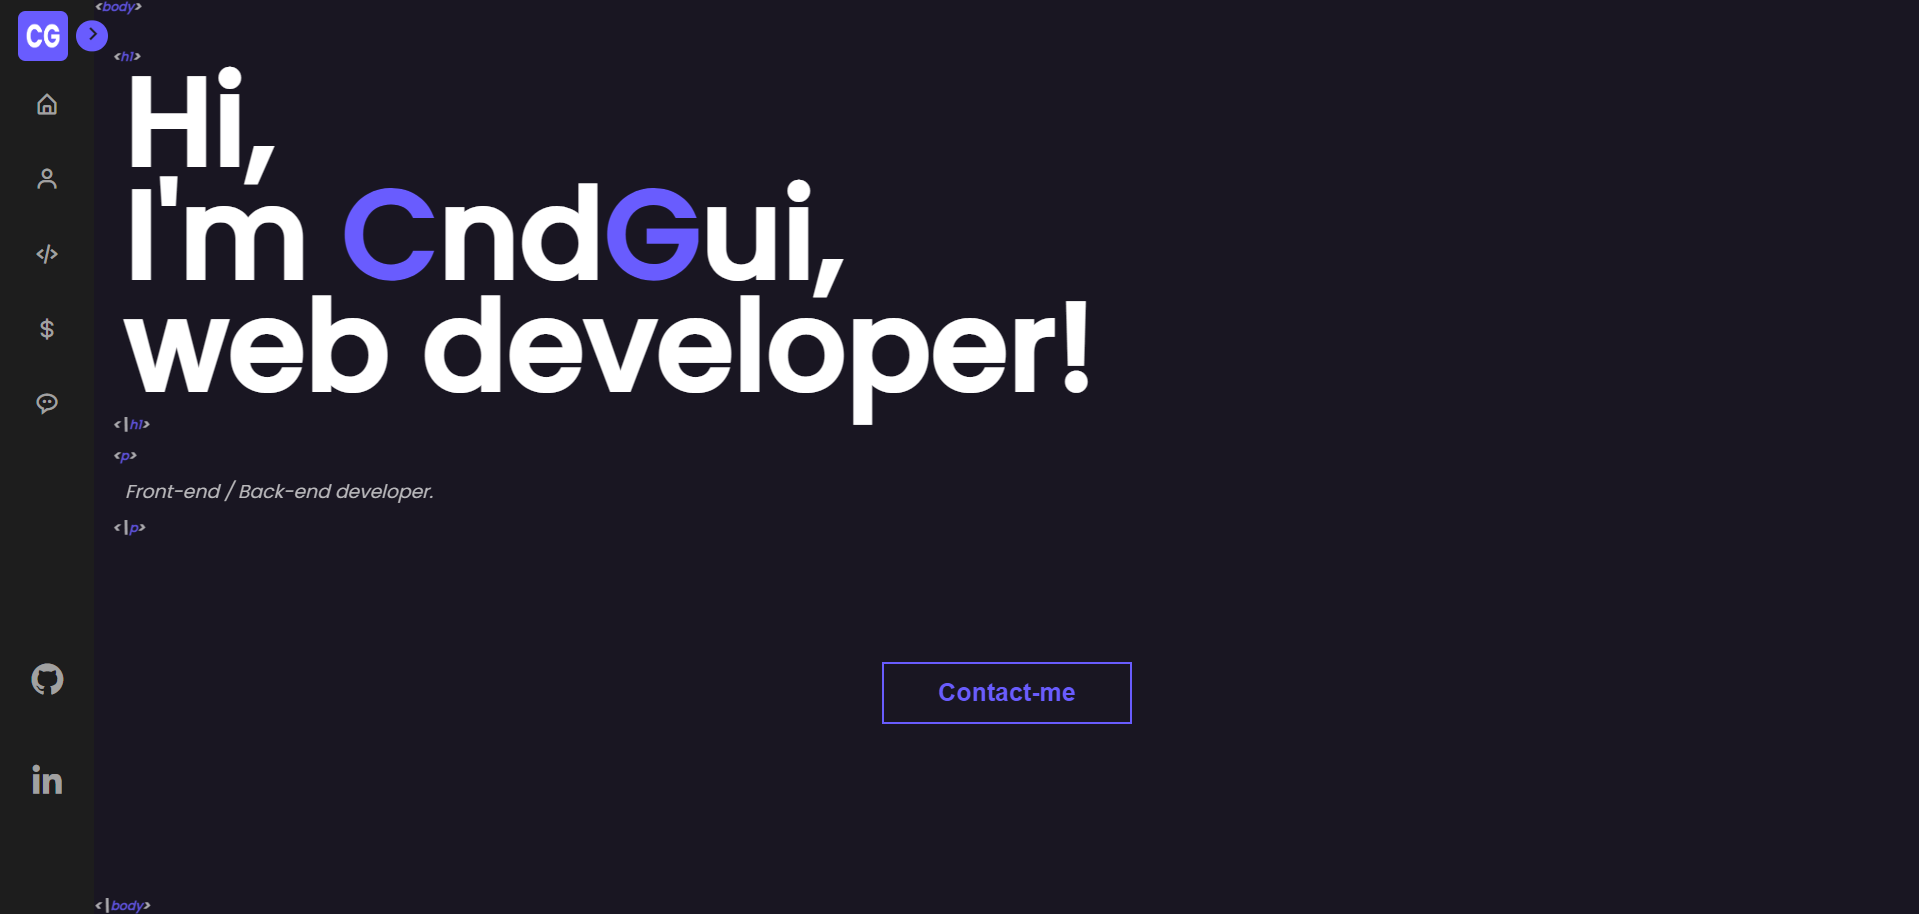 <body>
CG
<h1>
Hi,
I'm CndGui,
web developer!
<|h1>
<p>
Front-end / Back-end developer.
<|p>
Contact-me
in
<|body>